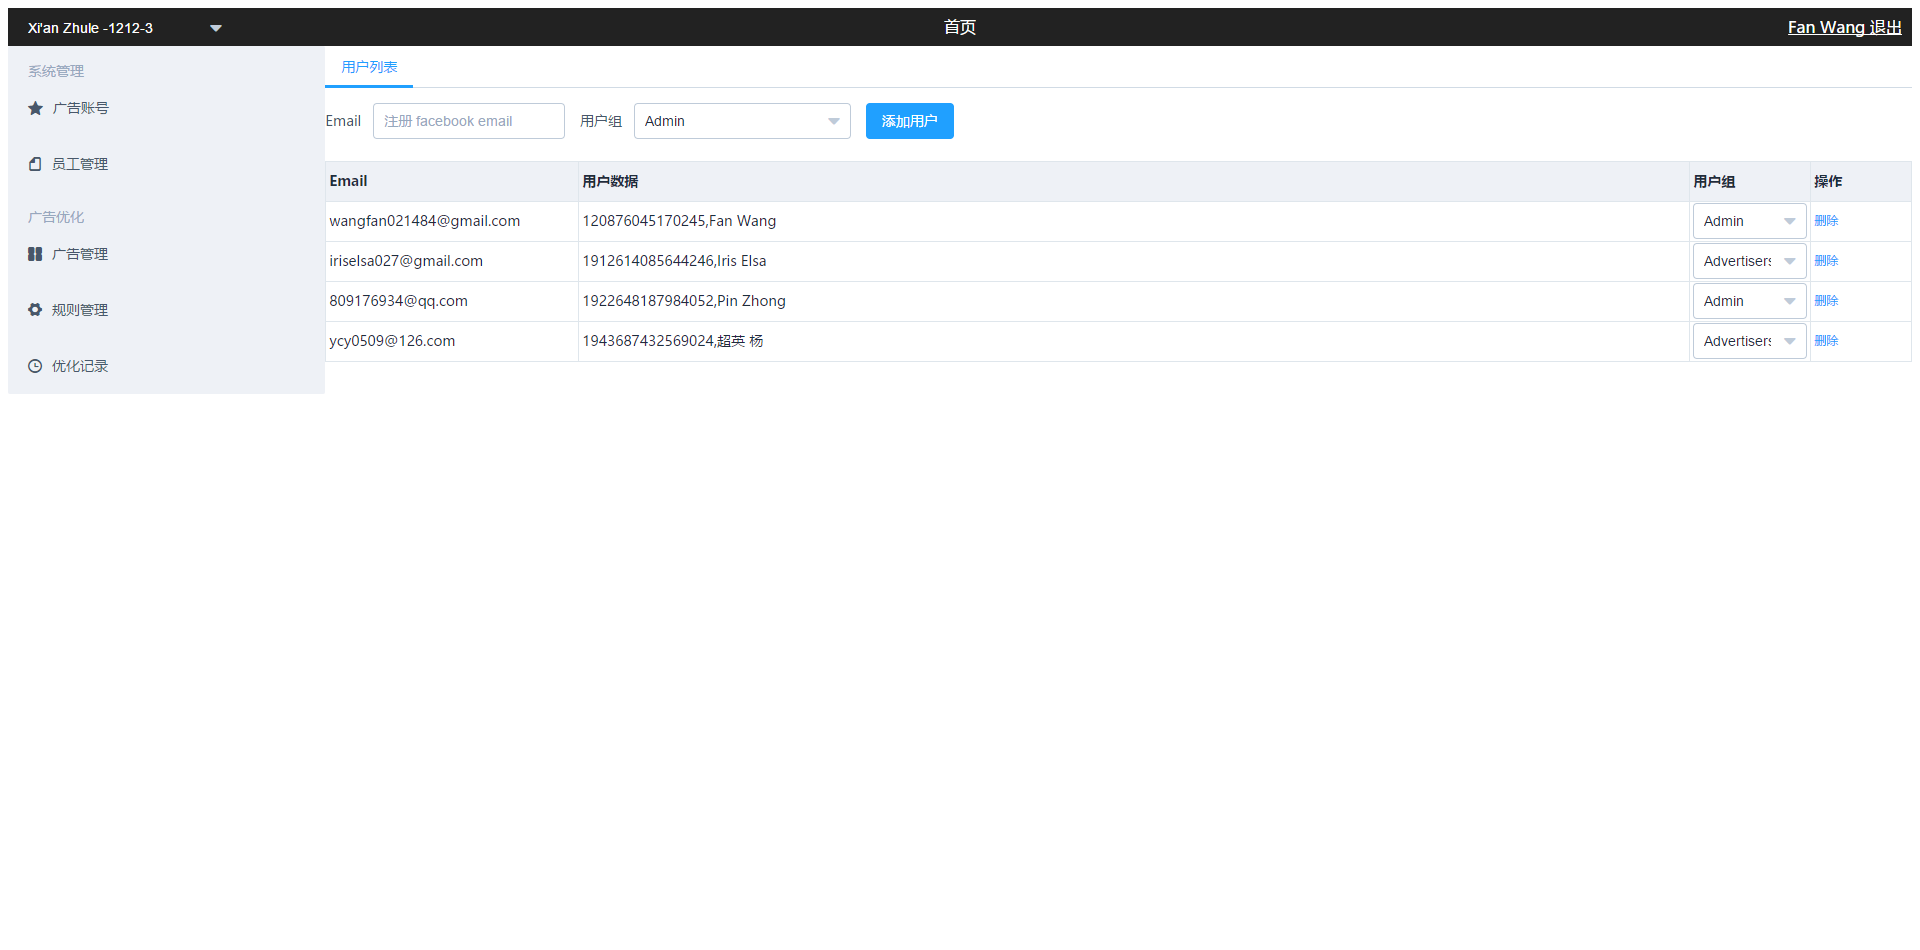 Xi'an Zhule -1212-3
首页
Fan Wang 退出
系统管理
广告账号
员工管理
广告优化
广告管理
规则管理
优化记录
用户列表
Email 注册 facebook email 用户组 Admin 添加用户
Email 用户数据 用户组 操作
wangfan021484@gmail.com 120876045170245,Fan Wang Admin 删除
iriselsa027@gmail.com 1912614085644246,Iris Elsa Advertisers 删除
809176934@qq.com 1922648187984052,Pin Zhong Admin 删除
ycy0509@126.com 1943687432569024,超英 杨 Advertisers 删除